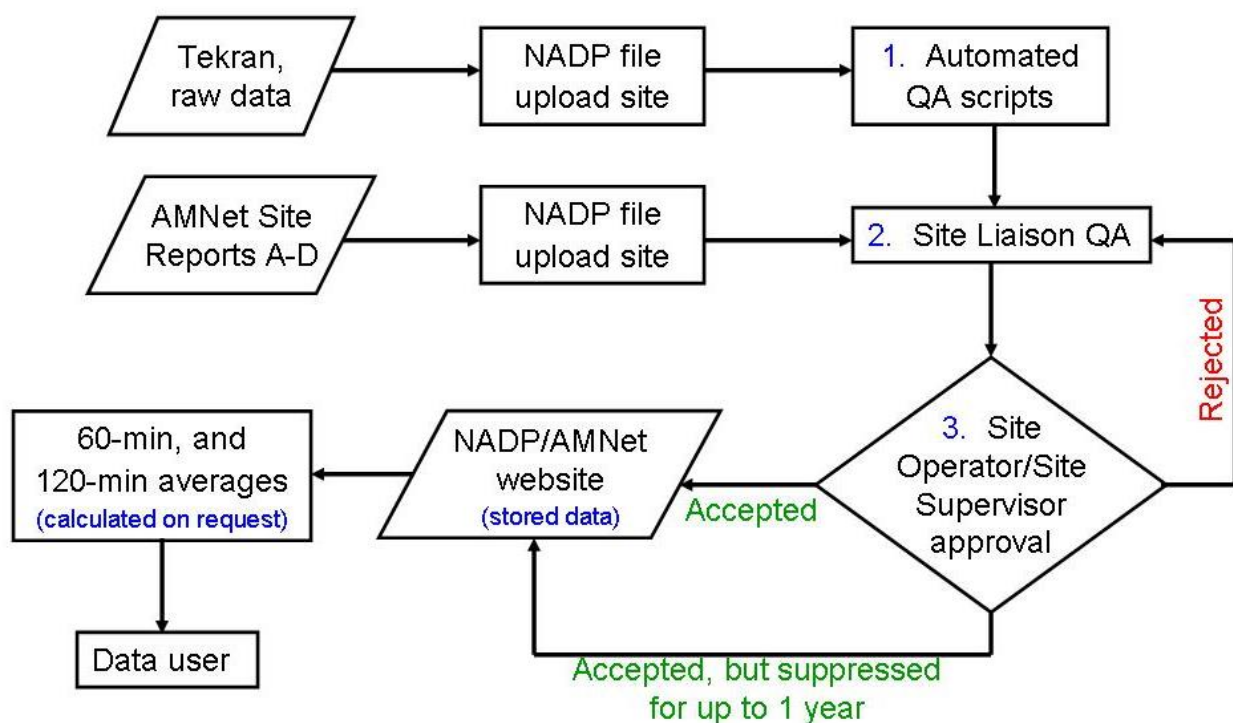 Tekran,
raw data
NADP file
upload site
1. Automated
QA scripts
AMNet Site
Reports A-D
NADP file
upload site
2. Site Liaison QA
Rejected
3. Site
Operator/Site
Supervisor
approval
Accepted
NADP/AMNet
website
(stored data)
60-min, and
120-min averages
(calculated on request)
Data user
Accepted, but suppressed
for up to 1 year